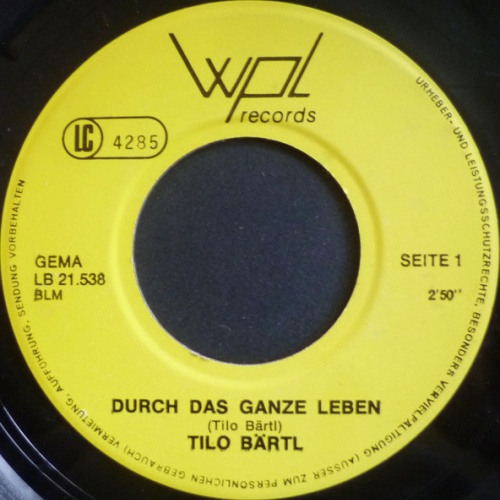 wpl
records
LC 4285
GEMA
LB 21.538
BLM
SEITE 1
2'50''
DURCH DAS GANZE LEBEN
(Tilo Bärtl)
TILO BÄRTL
URHEBER- UND LEISTUNGSSCHUTZRECHTE, BESONDERS VERVIELFÄLTIGUNG (AUSSER ZUM PERSÖNLICHEN GEBRAUCH) VERMIETUNG, AUFFÜHRUNG, SENDUNG VORBEHALTEN